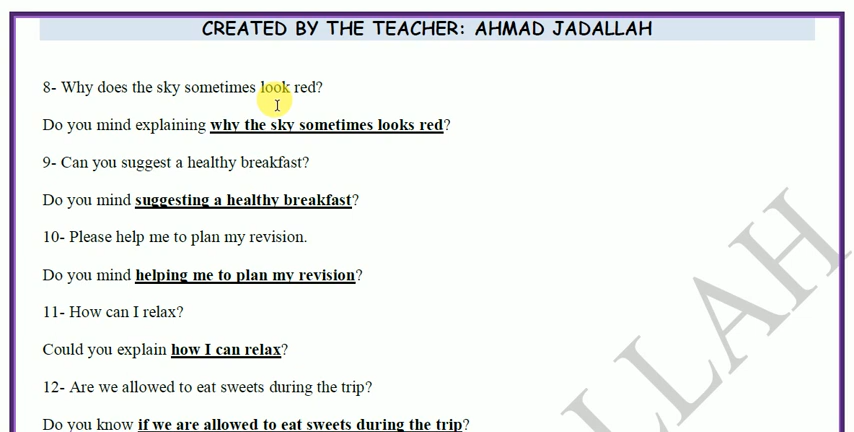 CREATED BY THE TEACHER: AHMAD JADALLAH
8- Why does the sky sometimes look red?
Do you mind explaining why the sky sometimes looks red?
9- Can you suggest a healthy breakfast?
Do you mind suggesting a healthy breakfast?
10- Please help me to plan my revision.
Do you mind helping me to plan my revision?
11- How can I relax?
Could you explain how I can relax?
12- Are we allowed to eat sweets during the trip?
Do you know if we are allowed to eat sweets during the trip?
LLAH